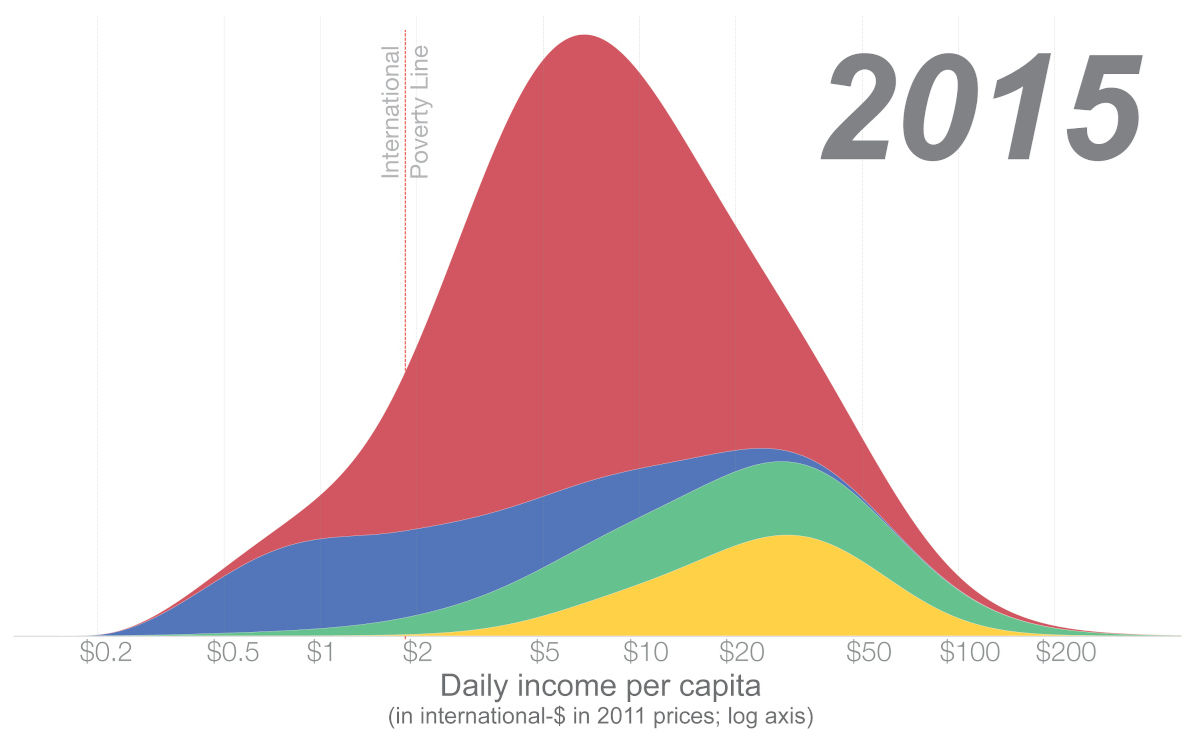 International
Poverty Line
2015
$0.2
$0.5
$1
$2
$5
$10
$20
$50
$100
$200
Daily income per capita
(in international-$ in 2011 prices; log axis)